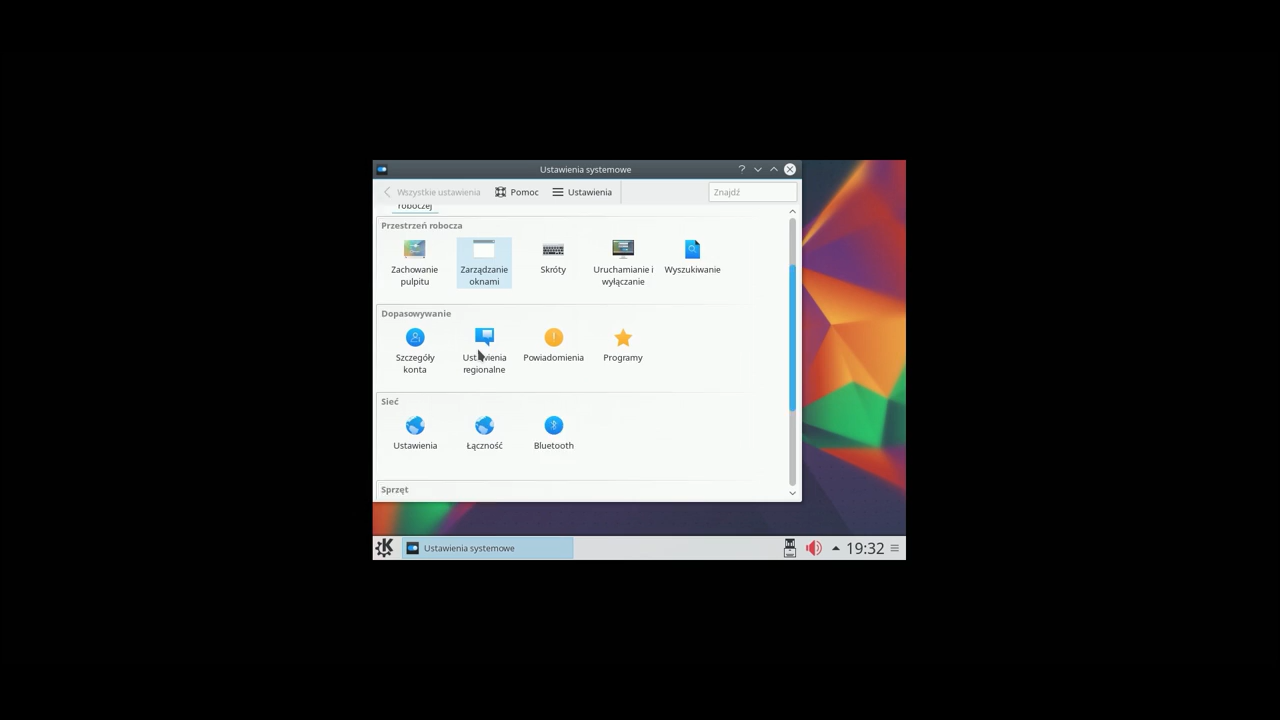 Ustawienia systemowe
Wszystkie ustawienia Pomoc Ustawienia Znajdź
roboczej
Przestrzeń robocza
Zachowanie pulpitu
Zarządzanie oknami
Skróty
Uruchamianie i wyłączanie
Wyszukiwanie
Dopasowywanie
Szczegóły konta
Ustawienia regionalne
Powiadomienia
Programy
Sieć
Ustawienia
Łączność
Bluetooth
Sprzęt
Ustawienia systemowe 19:32